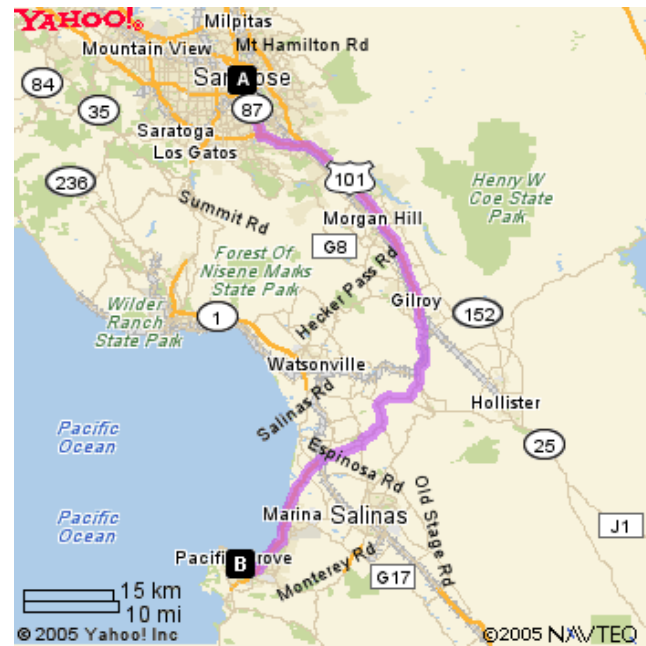 YAHOO!
Milpitas
Mountain View
Mt Hamilton Rd
84
San Jose
A
35
87
Saratoga
Los Gatos
101
236
Henry W
Coe State
Park
Summit Rd
Morgan Hill
G8
Forest Of
Nisene Marks
State Park
Hecker Pass Rd
Gilroy
Wilder
Ranch
State Park
1
152
Watsonville
Salinas Rd
Hollister
Pacific
Ocean
25
Espinosa Rd
Old Stage Rd
Marina
Salinas
Pacific
Ocean
J1
Pacific Grove
B
Monterey Rd
G17
15 km
10 mi
© 2005 Yahoo! Inc
©2005 NAVTEQ